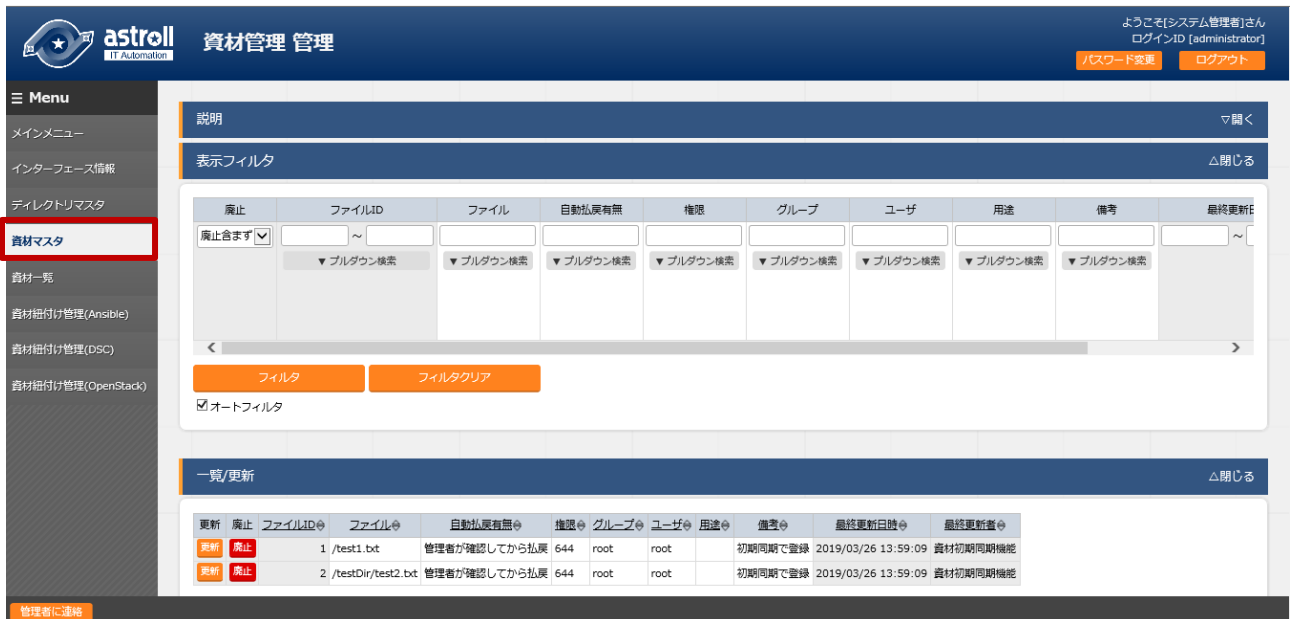 astroll
IT Automation
資材管理 管理
ようこそ[システム管理者]さん
ログインID [administrator]
パスワード変更 ログアウト
☰ Menu
メインメニュー
インターフェース情報
ディレクトリマスタ
資材マスタ
資材一覧
資材紐付け管理(Ansible)
資材紐付け管理(DSC)
資材紐付け管理(OpenStack)
説明 ▽開く
表示フィルタ △閉じる
廃止 ファイルID ファイル 自動払戻有無 権限 グループ ユーザ 用途 備考 最終更新日
廃止含まず ～ ～
▼プルダウン検索 ▼プルダウン検索 ▼プルダウン検索 ▼プルダウン検索 ▼プルダウン検索 ▼プルダウン検索 ▼プルダウン検索 ▼プルダウン検索
フィルタ フィルタクリア
オートフィルタ
一覧/更新 △閉じる
更新 廃止 ファイルID ファイル 自動払戻有無 権限 グループ ユーザ 用途 備考 最終更新日時 最終更新者
更新 廃止 1 /test1.txt 管理者が確認してから払戻 644 root root 初期同期で登録 2019/03/26 13:59:09 資材初期同期機能
更新 廃止 2 /testDir/test2.txt 管理者が確認してから払戻 644 root root 初期同期で登録 2019/03/26 13:59:09 資材初期同期機能
管理者に連絡